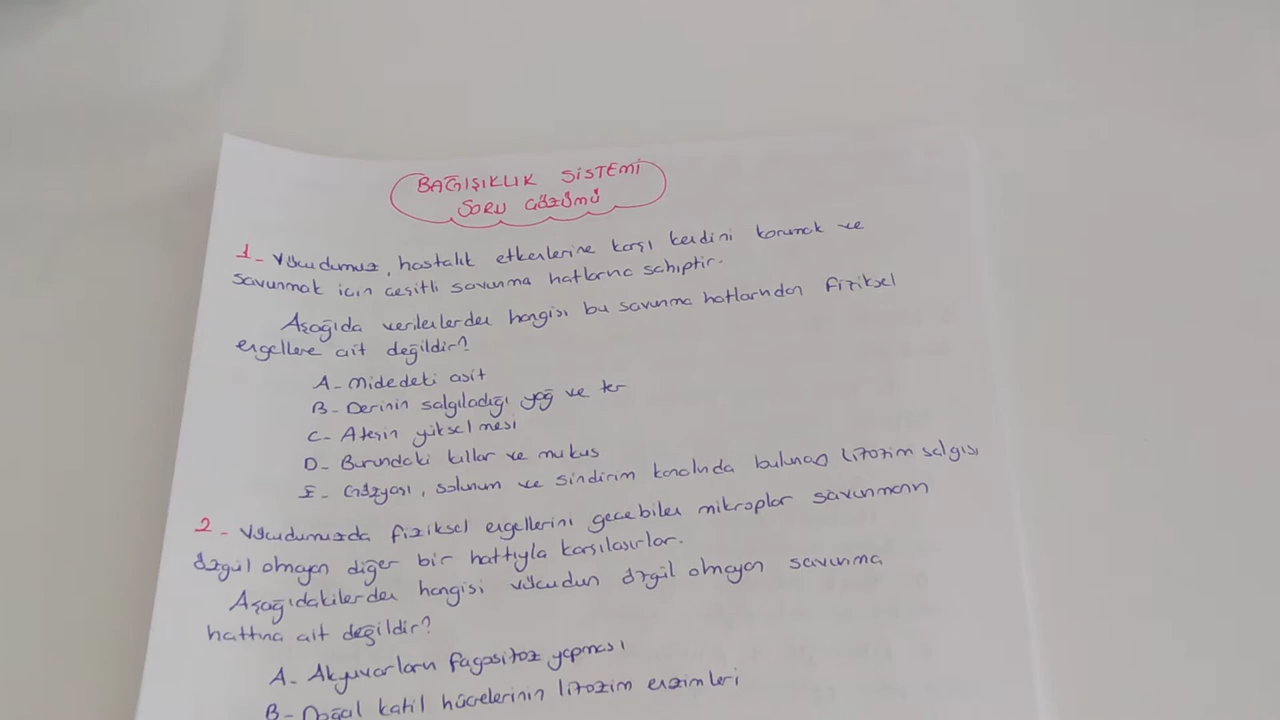 BAĞIŞIKLIK SİSTEMİ
SORU ÇÖZÜMÜ
1- Vücudumuz, hastalık etkenlerine karşı kendini korumak ve
savunmak için çeşitli savunma hatlarına sahiptir.
Aşağıda verilenlerden hangisi bu savunma hatlarından fiziksel
engellere ait değildir?
A- Midedeki asit
B- Derinin salgıladığı yağ ve ter
C- Ateşin yükselmesi
D- Burundaki kıllar ve mukus
E- Gözyaşı, solunum ve sindirim kanalında bulunan lizozim salgısı
2- Vücudumuzda fiziksel engellerini geçebilen mikroplar savunmanın
özgül olmayan diğer bir hattıyla karşılaşırlar.
Aşağıdakilerden hangisi vücudun özgül olmayan savunma
hattına ait değildir?
A- Akyuvarların fagositoz yapması
B- Doğal katil hücrelerinin lizozim enzimleri